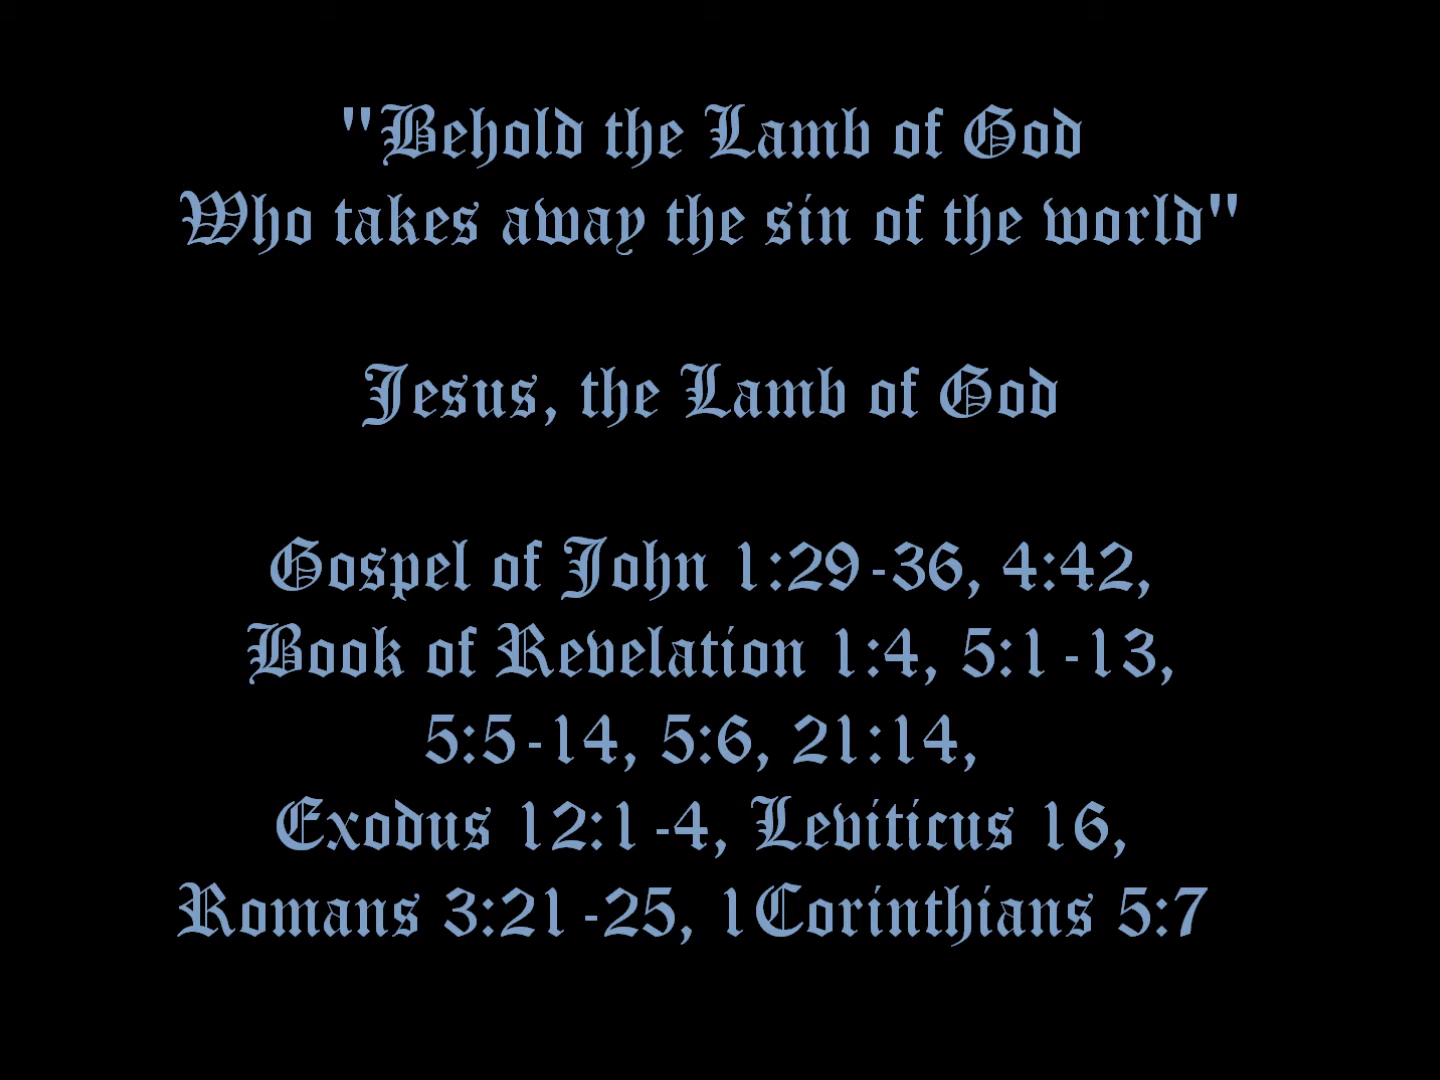 "Behold the Lamb of God
Who takes away the sin of the world"
Jesus, the Lamb of God
Gospel of John 1:29-36, 4:42,
Book of Revelation 1:4, 5:1-13,
5:5-14, 5:6, 21:14,
Exodus 12:1-4, Leviticus 16,
Romans 3:21-25, 1Corinthians 5:7